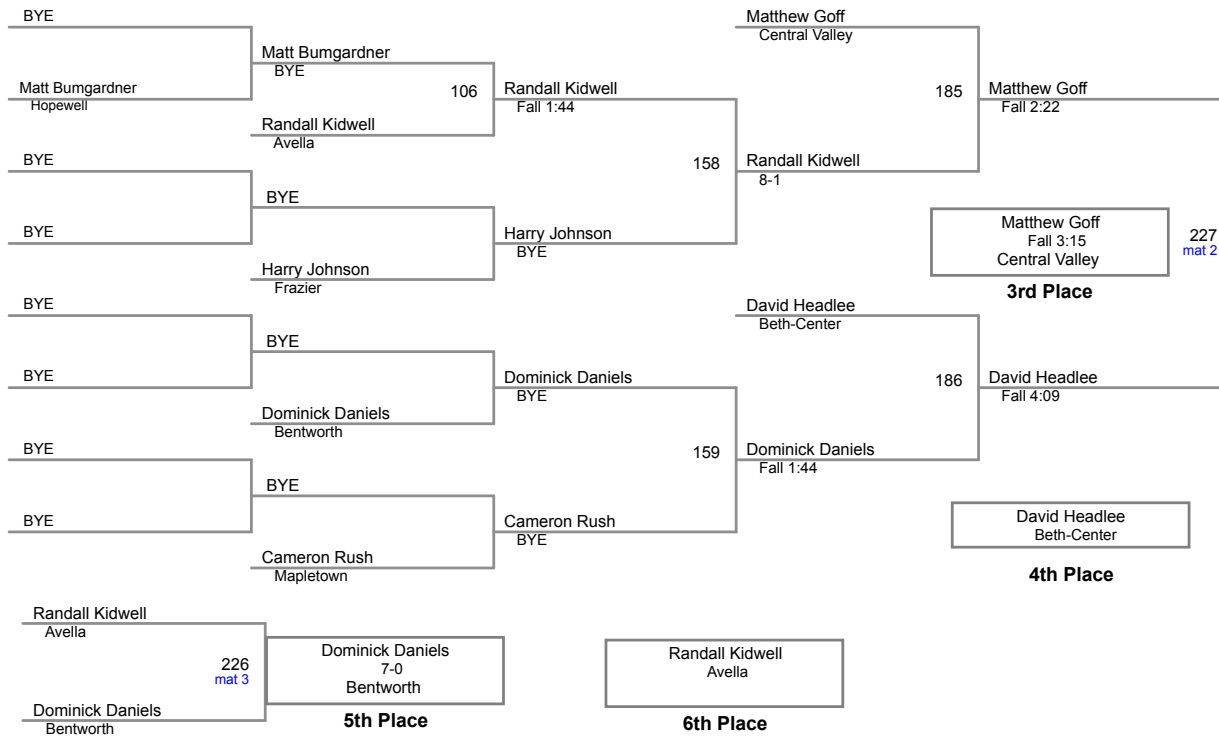 BYE
Matt Bumgardner
Hopewell
BYE
BYE
BYE
BYE
BYE
BYE
Matt Bumgardner
BYE
106
Randall Kidwell
Avella
BYE
Harry Johnson
Frazier
BYE
Dominick Daniels
Bentworth
BYE
Cameron Rush
Mapletown
Randall Kidwell
Fall 1:44
158
Harry Johnson
BYE
Dominick Daniels
BYE
159
Cameron Rush
BYE
Matthew Goff
Central Valley
185
Randall Kidwell
8-1
David Headlee
Beth-Center
186
Dominick Daniels
Fall 1:44
Matthew Goff
Fall 2:22
Matthew Goff
Fall 3:15
Central Valley
227
mat 2
3rd Place
David Headlee
Fall 4:09
David Headlee
Beth-Center
4th Place
Randall Kidwell
Avella
226
mat 3
Dominick Daniels
Bentworth
Dominick Daniels
7-0
Bentworth
5th Place
Randall Kidwell
Avella
6th Place